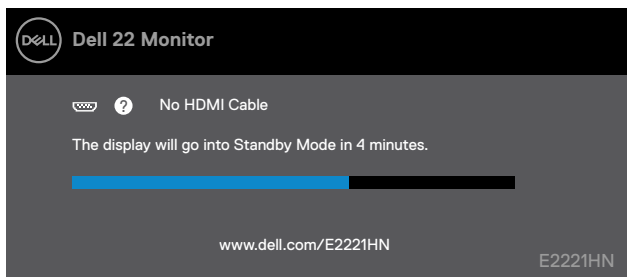 DELL Dell 22 Monitor
? No HDMI Cable
The display will go into Standby Mode in 4 minutes.
www.dell.com/E2221HN
E2221HN